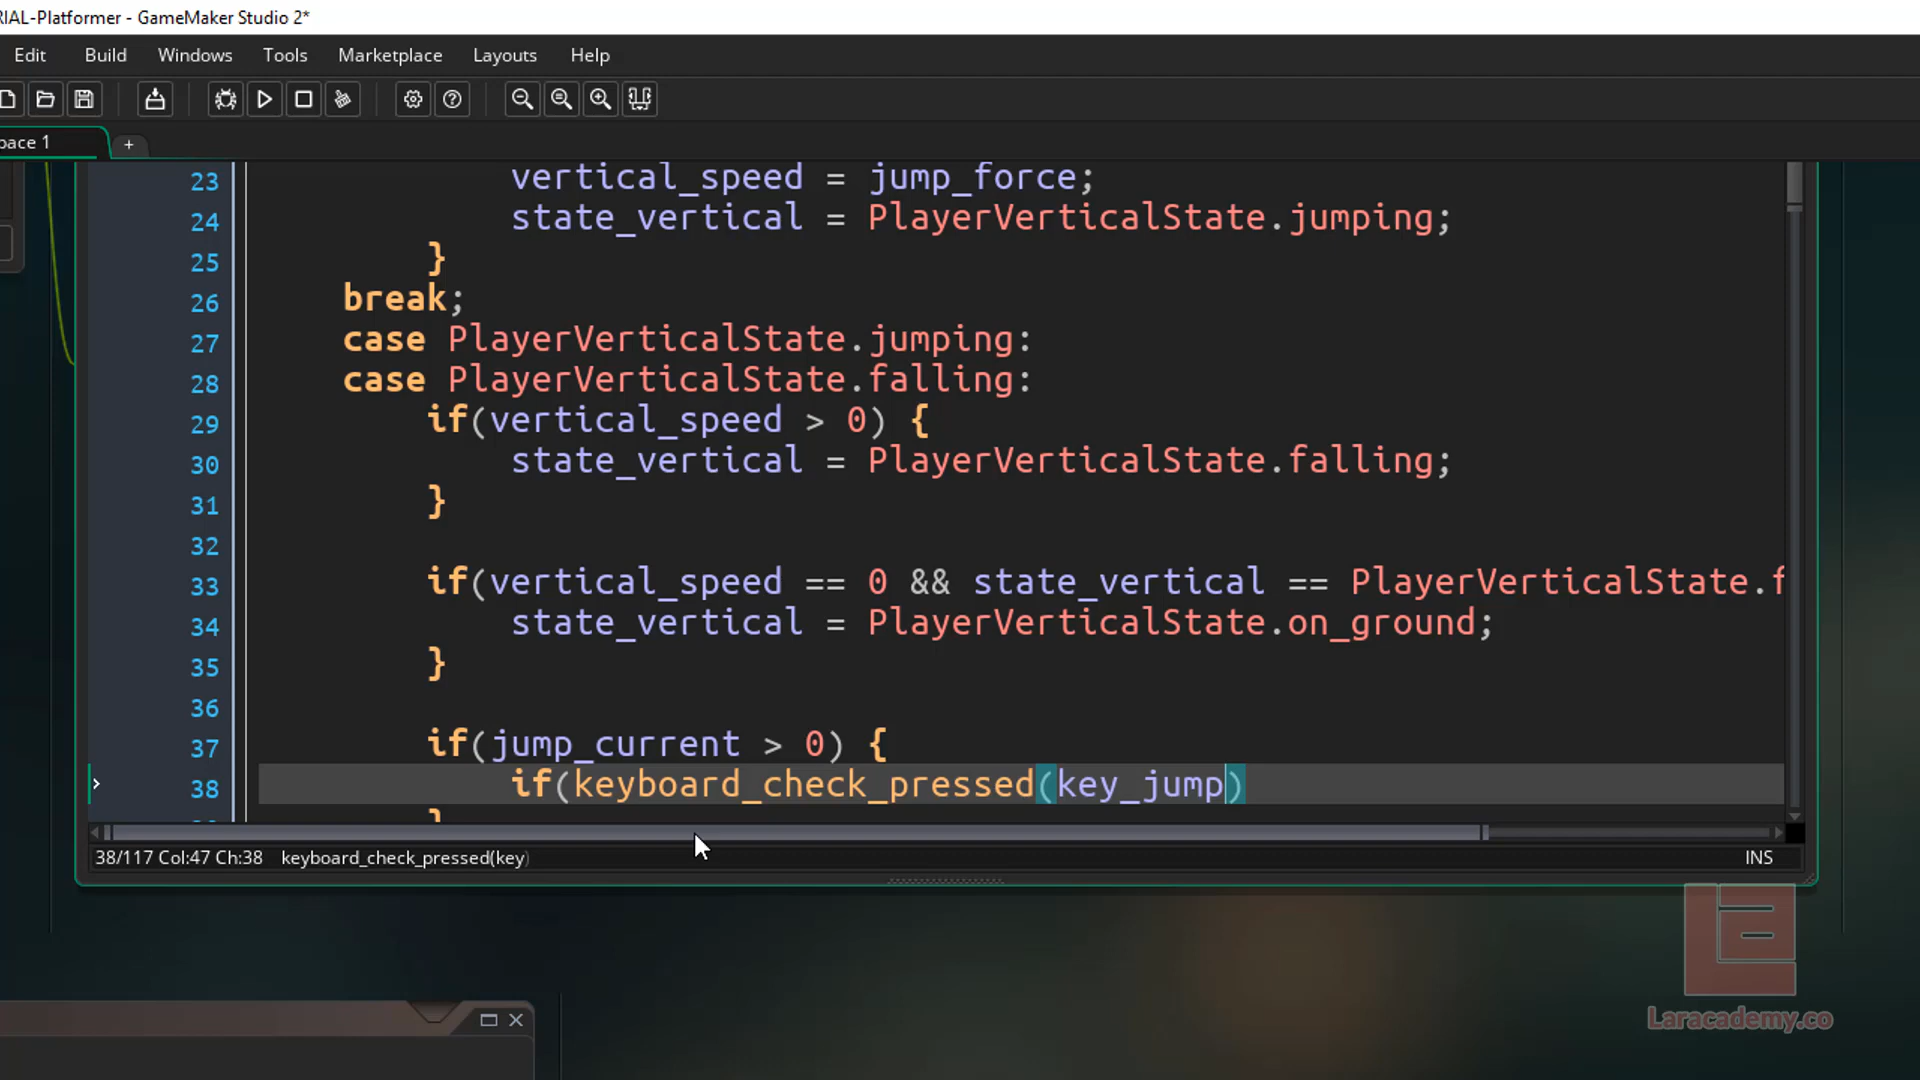 RIAL-Platformer - GameMaker Studio 2*
Edit Build Windows Tools Marketplace Layouts Help
pace 1 +
23 vertical_speed = jump_force;
24 state_vertical = PlayerVerticalState.jumping;
25 }
26 break;
27 case PlayerVerticalState.jumping:
28 case PlayerVerticalState.falling:
29 if(vertical_speed > 0) {
30 state_vertical = PlayerVerticalState.falling;
31 }
32
33 if(vertical_speed == 0 && state_vertical == PlayerVerticalState.f
34 state_vertical = PlayerVerticalState.on_ground;
35 }
36
37 if(jump_current > 0) {
38 if(keyboard_check_pressed(key_jump)
38/117 Col:47 Ch:38 keyboard_check_pressed(key) INS
Laracademy.co